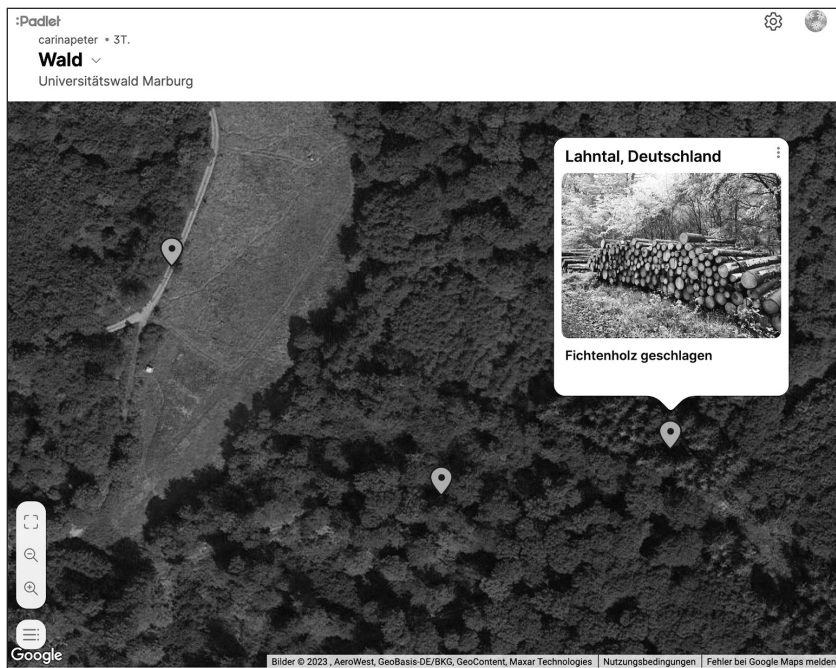 :Padlet
carinapeter • 3T.
Wald
Universitätswald Marburg
Lahntal, Deutschland
Fichtenholz geschlagen
Google
Bilder © 2023 , AeroWest, GeoBasis-DE/BKG, GeoContent, Maxar Technologies
Nutzungsbedingungen
Fehler bei Google Maps melden